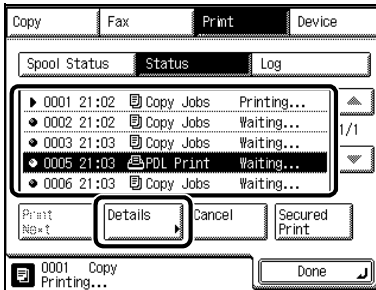 Copy Fax Print Device
Spool Status Status Log
0001 21:02 Copy Jobs Printing...
0002 21:02 Copy Jobs Waiting...
0003 21:03 Copy Jobs Waiting...
0005 21:03 PDL Print Waiting...
0006 21:03 Copy Jobs Waiting...
1/1
Print Next Details Cancel Secured Print
0001 Copy
Printing... Done